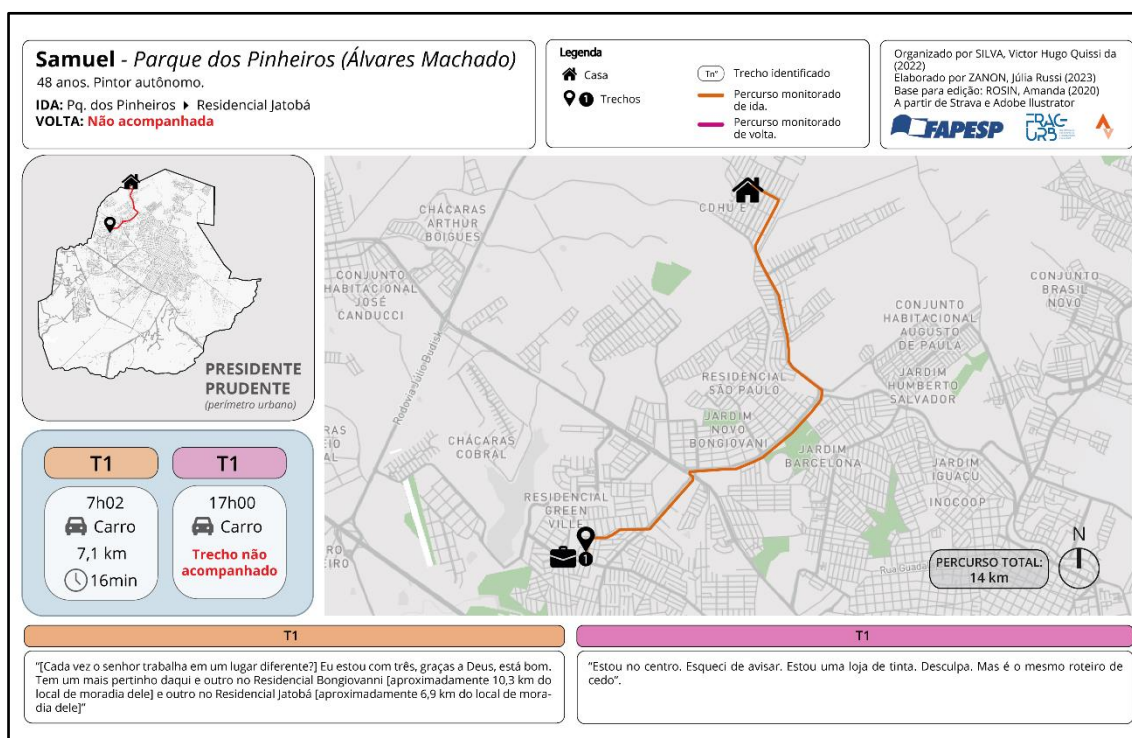 Samuel - Parque dos Pinheiros (Álvares Machado)
48 anos. Pintor autônomo.
IDA: Pq. dos Pinheiros ▸ Residencial Jatobá
VOLTA: Não acompanhada
Legenda
Casa
1 Trechos
Tnº Trecho identificado
Percurso monitorado
de ida.
Percurso monitorado
de volta.
Organizado por SILVA, Victor Hugo Quissi da
(2022)
Elaborado por ZANON, Júlia Russi (2023)
Base para edição: ROSIN, Amanda (2020)
A partir de Strava e Adobe Ilustrator
FAPESP
FRAG-
URB
PRESIDENTE
PRUDENTE
(perímetro urbano)
T1
7h02
Carro
7,1 km
16min
T1
17h00
Carro
Trecho não
acompanhado
CHÁCARAS
ARTHUR
BOIGUES
CDHU E
CONJUNTO
HABITACIONAL
JOSÉ
CANDUCCI
CONJUNTO
BRASIL
NOVO
CONJUNTO
HABITACIONAL
AUGUSTO
DE PAULA
Rodovia Júlio Budisk
RESIDENCIAL
SÃO PAULO
JARDIM
HUMBERTO
SALVADOR
JARDIM
NOVO
BONGIOVANI
CHÁCARAS
COBRAL
JARDIM
BARCELONA
JARDIM
IGUAÇU
INOCOOP
RESIDENCIAL
GREEN
VILLE
1
Rua Guada
N
PERCURSO TOTAL:
14 km
T1
"[Cada vez o senhor trabalha em um lugar diferente?] Eu estou com três, graças a Deus, está bom.
Tem um mais pertinho daqui e outro no Residencial Bongiovanni [aproximadamente 10,3 km do
local de moradia dele] e outro no Residencial Jatobá [aproximadamente 6,9 km do local de mora-
dia dele]"
T1
"Estou no centro. Esqueci de avisar. Estou uma loja de tinta. Desculpa. Mas é o mesmo roteiro de
cedo".